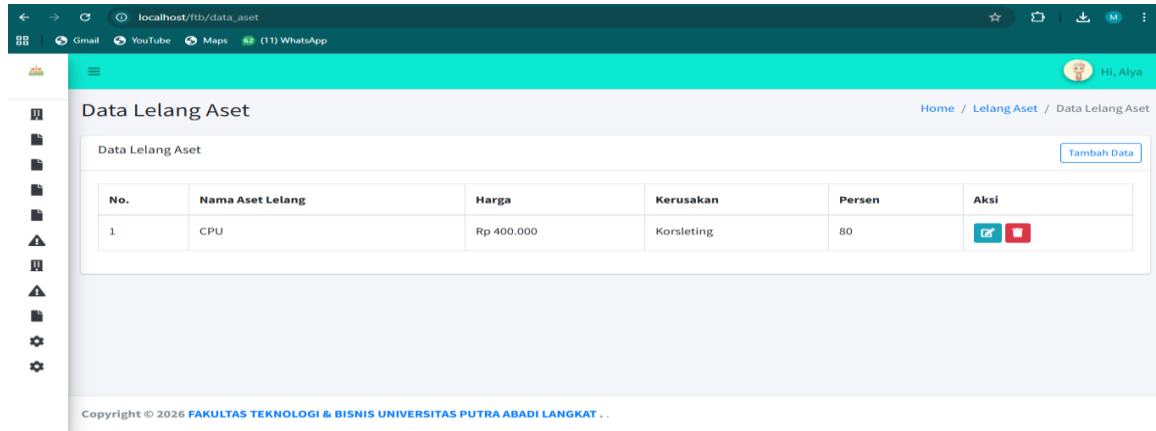 localhost/ftb/data_aset
M
Gmail YouTube Maps 62 (11) WhatsApp
Hi, Alya
Data Lelang Aset
Home / Lelang Aset / Data Lelang Aset
Data Lelang Aset
Tambah Data
No. Nama Aset Lelang Harga Kerusakan Persen Aksi
1 CPU Rp 400.000 Korsleting 80
Copyright © 2026 FAKULTAS TEKNOLOGI & BISNIS UNIVERSITAS PUTRA ABADI LANGKAT . .